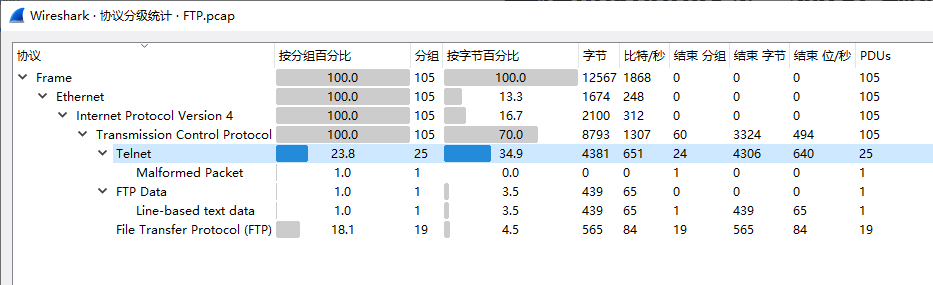 Wireshark · 协议分级统计 · FTP.pcap
协议 按分组百分比 分组 按字节百分比 字节 比特/秒 结束 分组 结束 字节 结束 位/秒 PDUs
Frame 100.0 105 100.0 12567 1868 0 0 0 105
Ethernet 100.0 105 13.3 1674 248 0 0 0 105
Internet Protocol Version 4 100.0 105 16.7 2100 312 0 0 0 105
Transmission Control Protocol 100.0 105 70.0 8793 1307 60 3324 494 105
Telnet 23.8 25 34.9 4381 651 24 4306 640 25
Malformed Packet 1.0 1 0.0 0 0 1 0 0 1
FTP Data 1.0 1 3.5 439 65 0 0 0 1
Line-based text data 1.0 1 3.5 439 65 1 439 65 1
File Transfer Protocol (FTP) 18.1 19 4.5 565 84 19 565 84 19